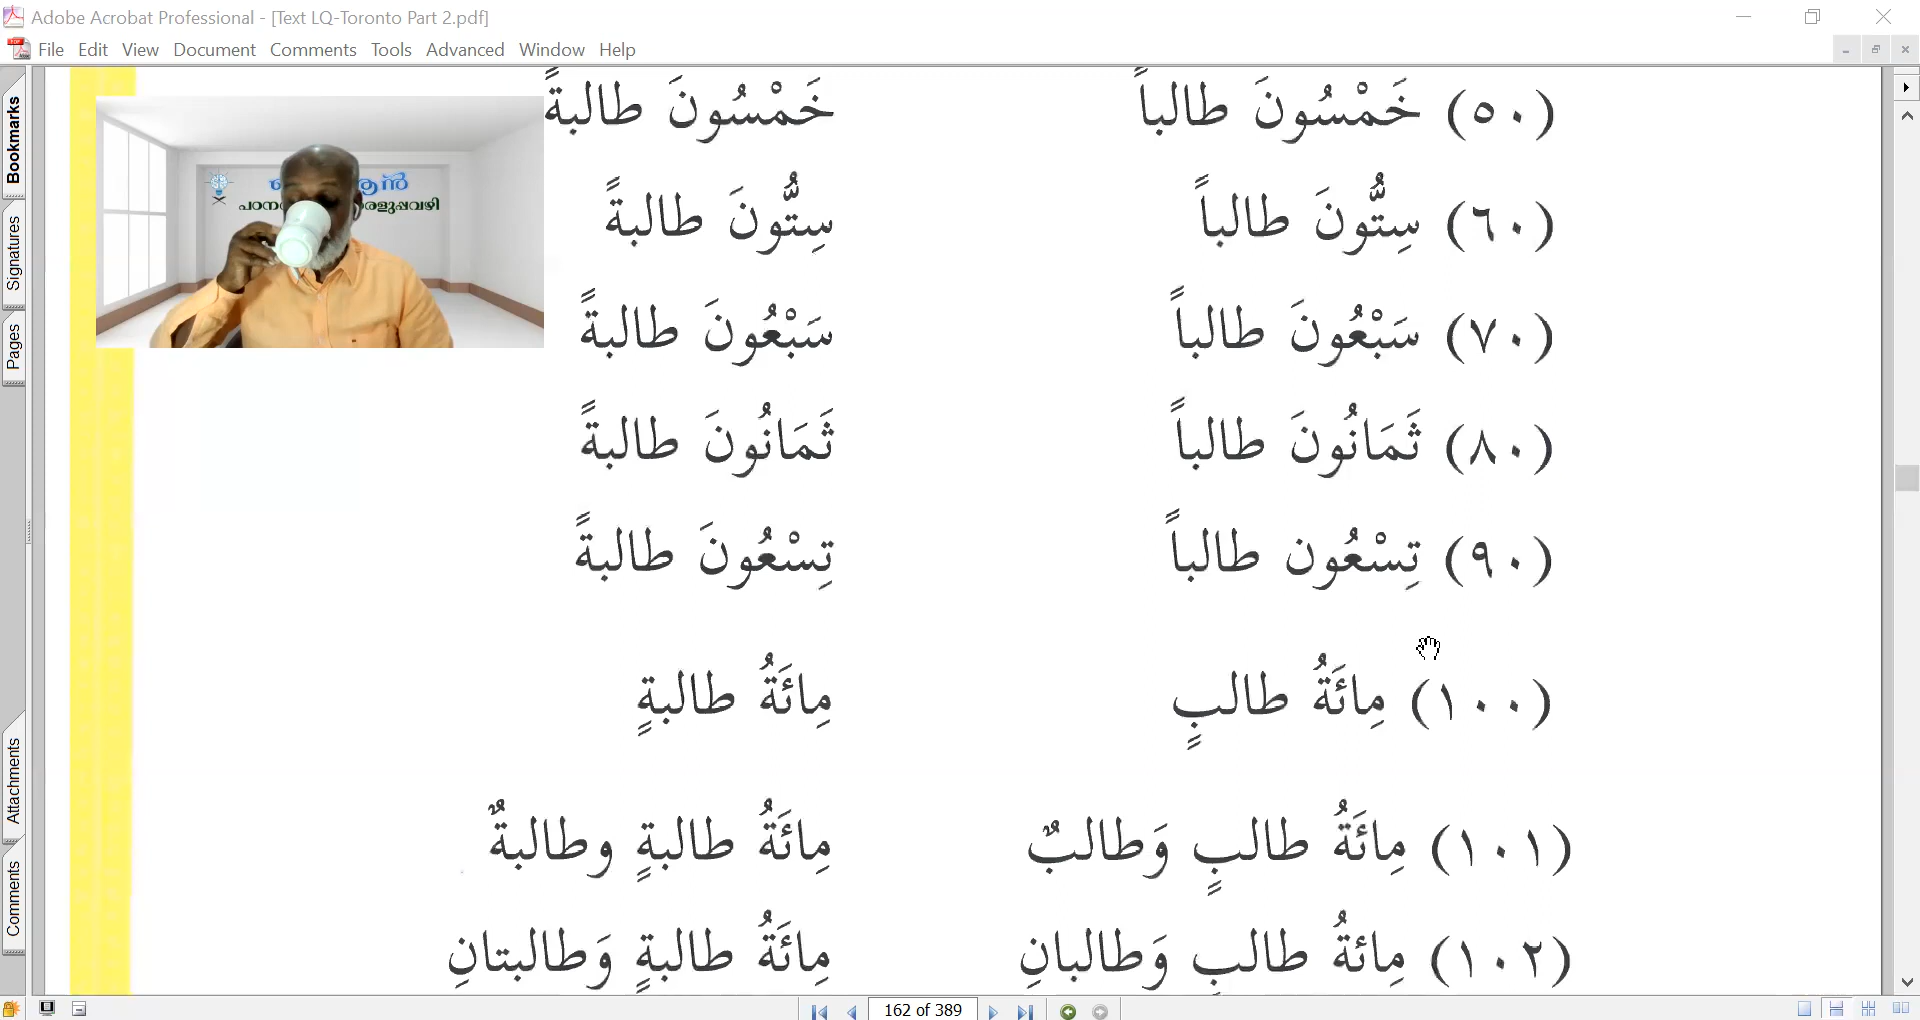 Adobe Acrobat Professional - [Text LQ-Toronto Part 2.pdf]
File Edit View Document Comments Tools Advanced Window Help
Bookmarks
Signatures
Pages
Attachments
Comments
(٥٠) خَمْسُونَ طالباً خَمْسُونَ طالبةً
(٦٠) سِتُّونَ طالباً سِتُّونَ طالبةً
(٧٠) سَبْعُونَ طالباً سَبْعُونَ طالبةً
(٨٠) ثَمَانُونَ طالباً ثَمَانُونَ طالبةً
(٩٠) تِسْعُون طالباً تِسْعُونَ طالبةً
(١٠٠) مِائَةُ طالبٍ مِائَةُ طالبةٍ
(١٠١) مِائَةُ طالبٍ وَطالبٌ مِائَةُ طالبةٍ وطالبةٌ
(١٠٢) مِائةُ طالبٍ وَطالبانِ مِائَةُ طالبةٍ وَطالبتانِ
162 of 389